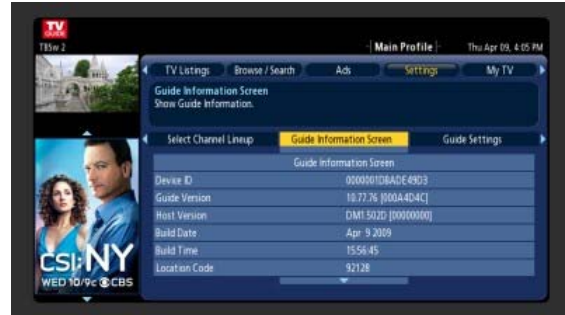 TV
GUIDE
TBSw 2
Main Profile
Thu Apr 09, 4:05 PM
TV Listings Browse / Search Ads Settings My TV
Guide Information Screen
Show Guide Information.
Select Channel Lineup Guide Information Screen Guide Settings
Guide Information Screen
Device ID 0000001DBADE49D3
Guide Version 10.77.76 [000A4D4C]
Host Version DM1.502D [00000000]
Build Date Apr 9 2009
Build Time 15:56:45
Location Code 92128
CSI: NY
WED 10/9c CBS